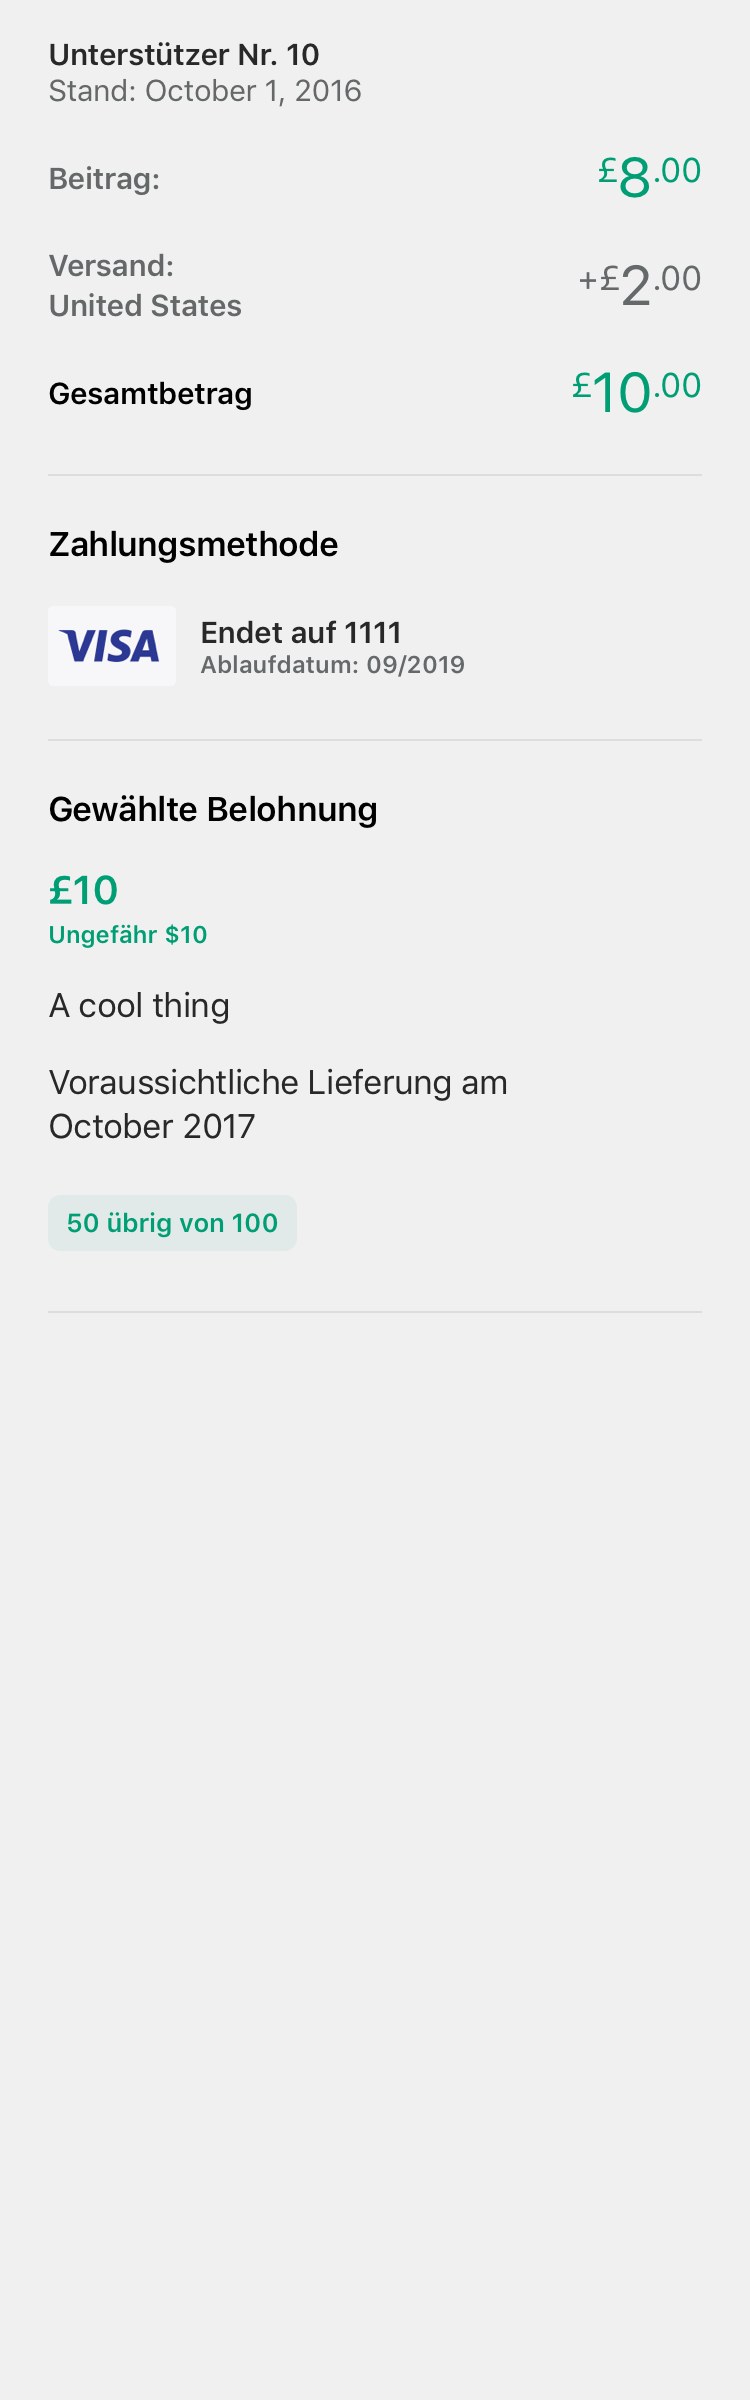 Unterstützer Nr. 10
Stand: October 1, 2016
Beitrag: £8.00
Versand:
United States +£2.00
Gesamtbetrag £10.00
Zahlungsmethode
VISA
Endet auf 1111
Ablaufdatum: 09/2019
Gewählte Belohnung
£10
Ungefähr $10
A cool thing
Voraussichtliche Lieferung am
October 2017
50 übrig von 100